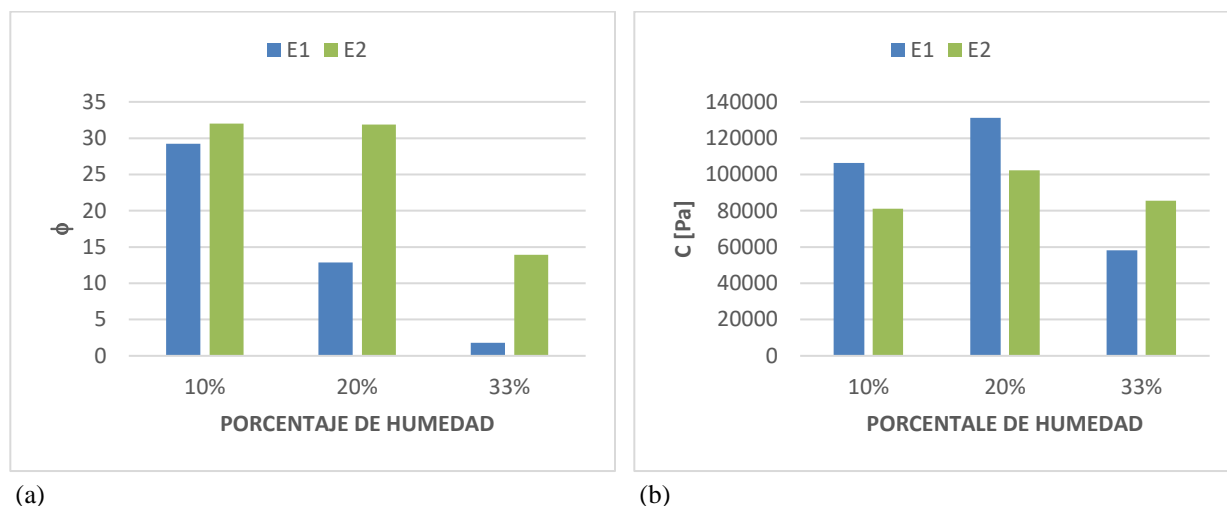 E1 E2
35
30
25
20
15
10
5
0
ϕ
10% 20% 33%
PORCENTAJE DE HUMEDAD
(a)
E1 E2
140000
120000
100000
80000
60000
40000
20000
0
C [Pa]
10% 20% 33%
PORCENTALE DE HUMEDAD
(b)